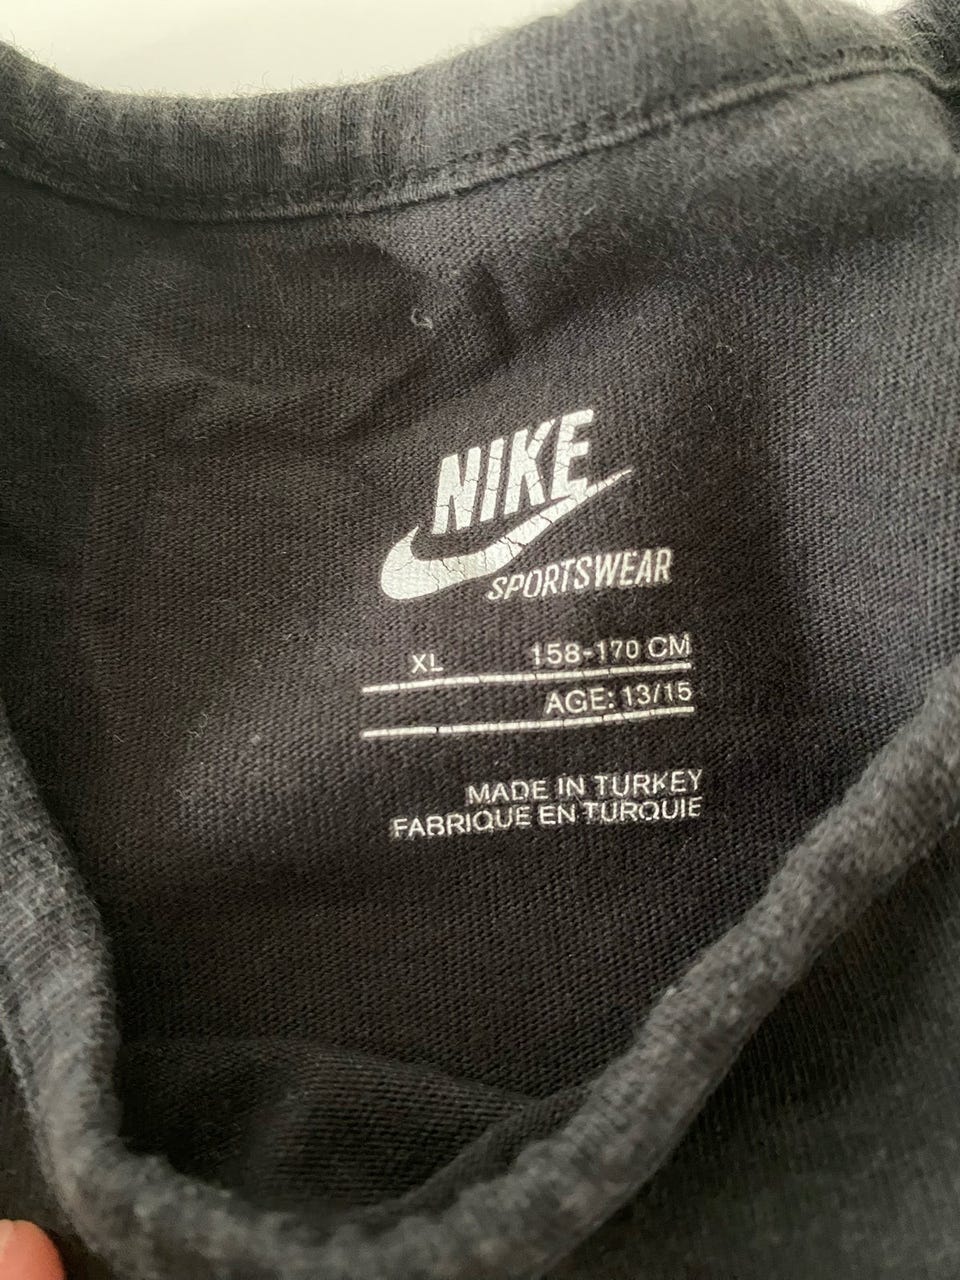 NIKE
SPORTSWEAR
XL 158-170 CM
AGE: 13/15
MADE IN TURKEY
FABRIQUE EN TURQUIE